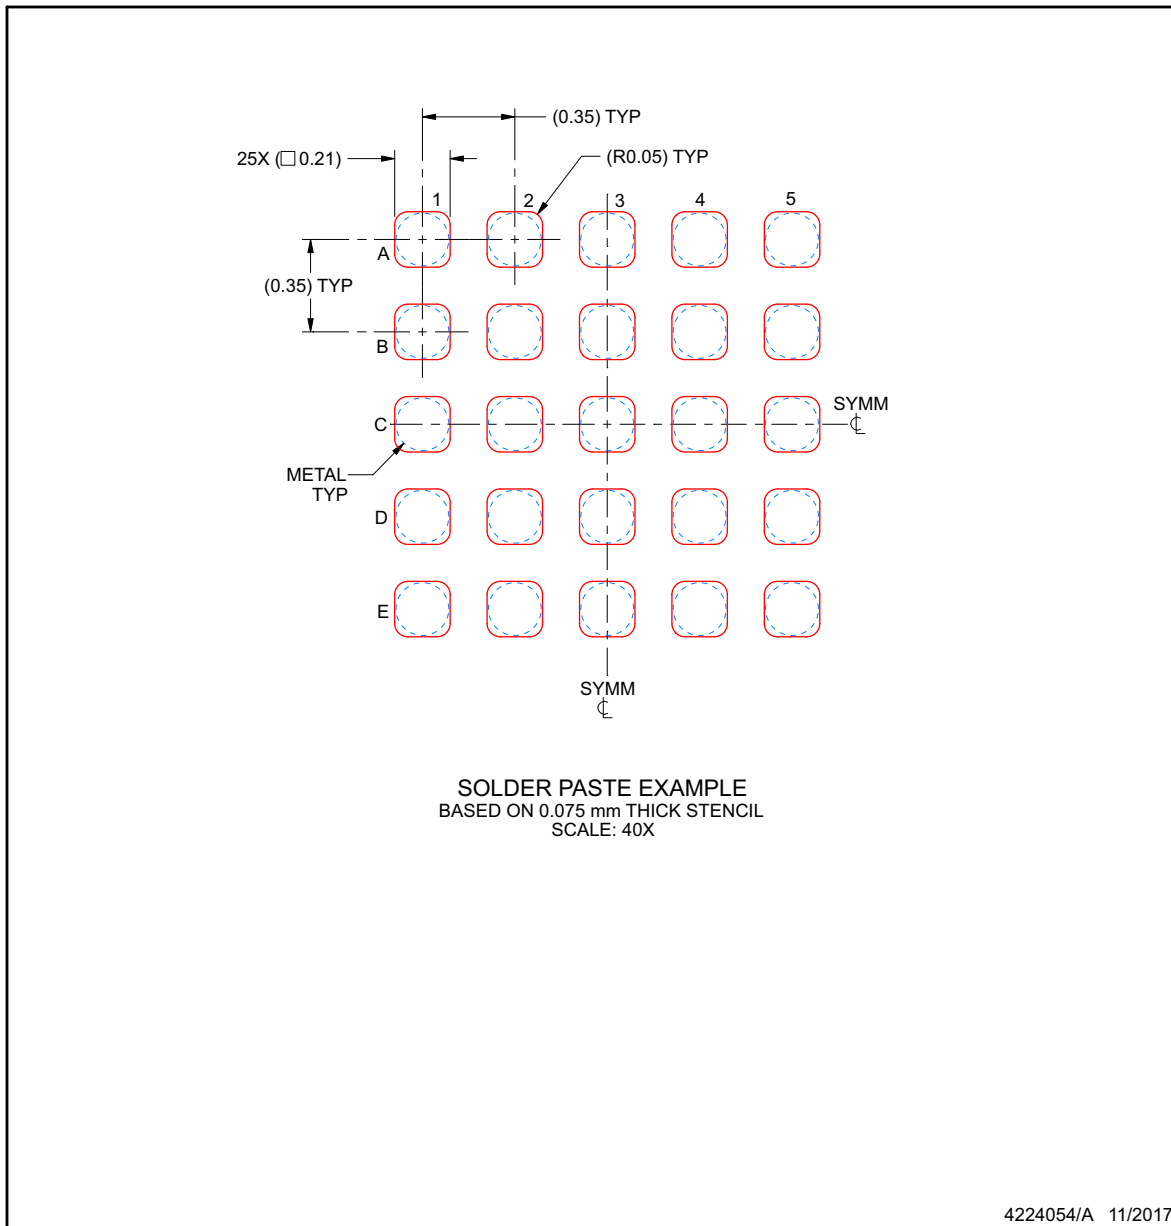 (0.35) TYP
25X (□ 0.21)
(R0.05) TYP
1 2 3 4 5
A
(0.35) TYP
B
C
SYMM
℄
METAL
TYP
D
E
SYMM
℄
SOLDER PASTE EXAMPLE
BASED ON 0.075 mm THICK STENCIL
SCALE: 40X
4224054/A 11/2017